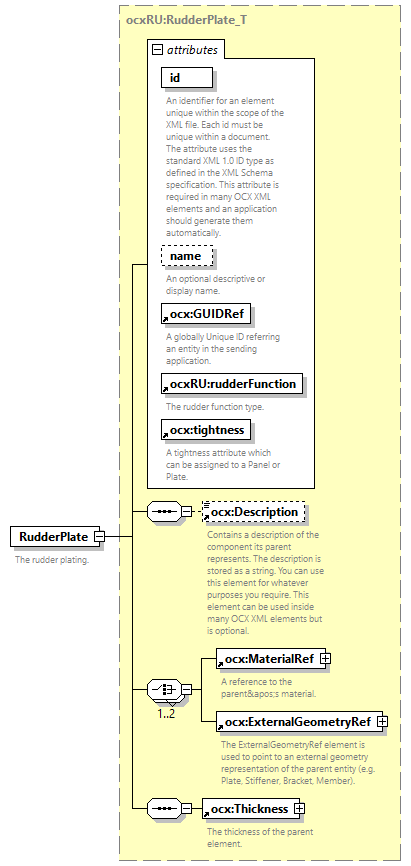 ocxRU:RudderPlate_T
attributes
id
An identifier for an element
unique within the scope of the
XML file. Each id must be
unique within a document.
The attribute uses the
standard XML 1.0 ID type as
defined in the XML Schema
specification. This attribute is
required in many OCX XML
elements and an application
should generate them
automatically.
name
An optional descriptive or
display name.
ocx:GUIDRef
A globally Unique ID referring
an entity in the sending
application.
ocxRU:rudderFunction
The rudder function type.
ocx:tightness
A tightness attribute which
can be assigned to a Panel or
Plate.
RudderPlate
The rudder plating.
ocx:Description
Contains a description of the
component its parent
represents. The description is
stored as a string. You can use
this element for whatever
purposes you require. This
element can be used inside
many OCX XML elements but
is optional.
ocx:MaterialRef
A reference to the
parent&apos;s material.
1..2
ocx:ExternalGeometryRef
The ExternalGeometryRef element is
used to point to an external geometry
representation of the parent entity (e.g.
Plate, Stiffener, Bracket, Member).
ocx:Thickness
The thickness of the parent
element.